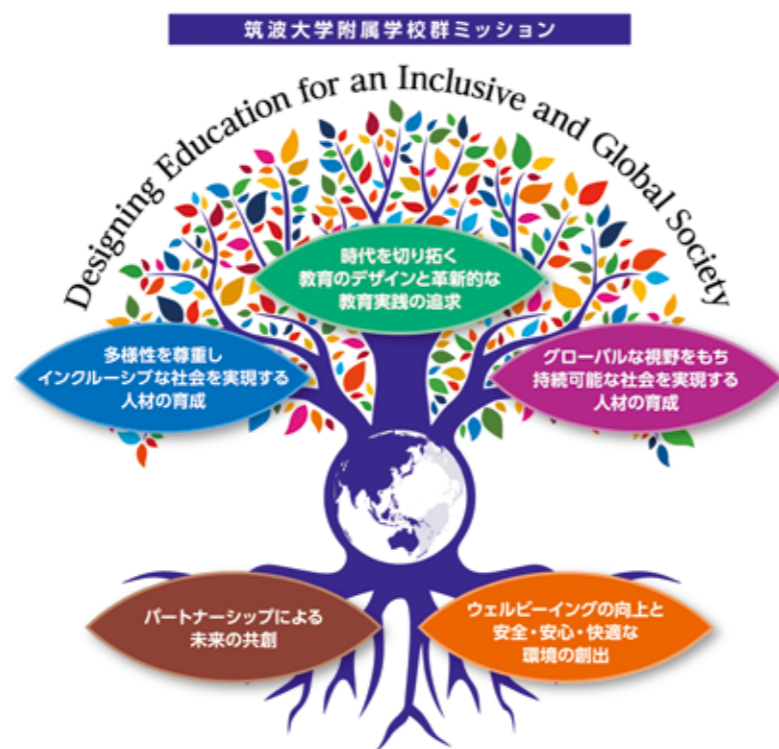 筑波大学附属学校群ミッション
Designing Education for an Inclusive and Global Society
時代を切り拓く
教育のデザインと革新的な
教育実践の追求
多様性を尊重し
インクルーシブな社会を実現する
人材の育成
グローバルな視野をもち
持続可能な社会を実現する
人材の育成
パートナーシップによる
未来の共創
ウェルビーイングの向上と
安全・安心・快適な
環境の創出